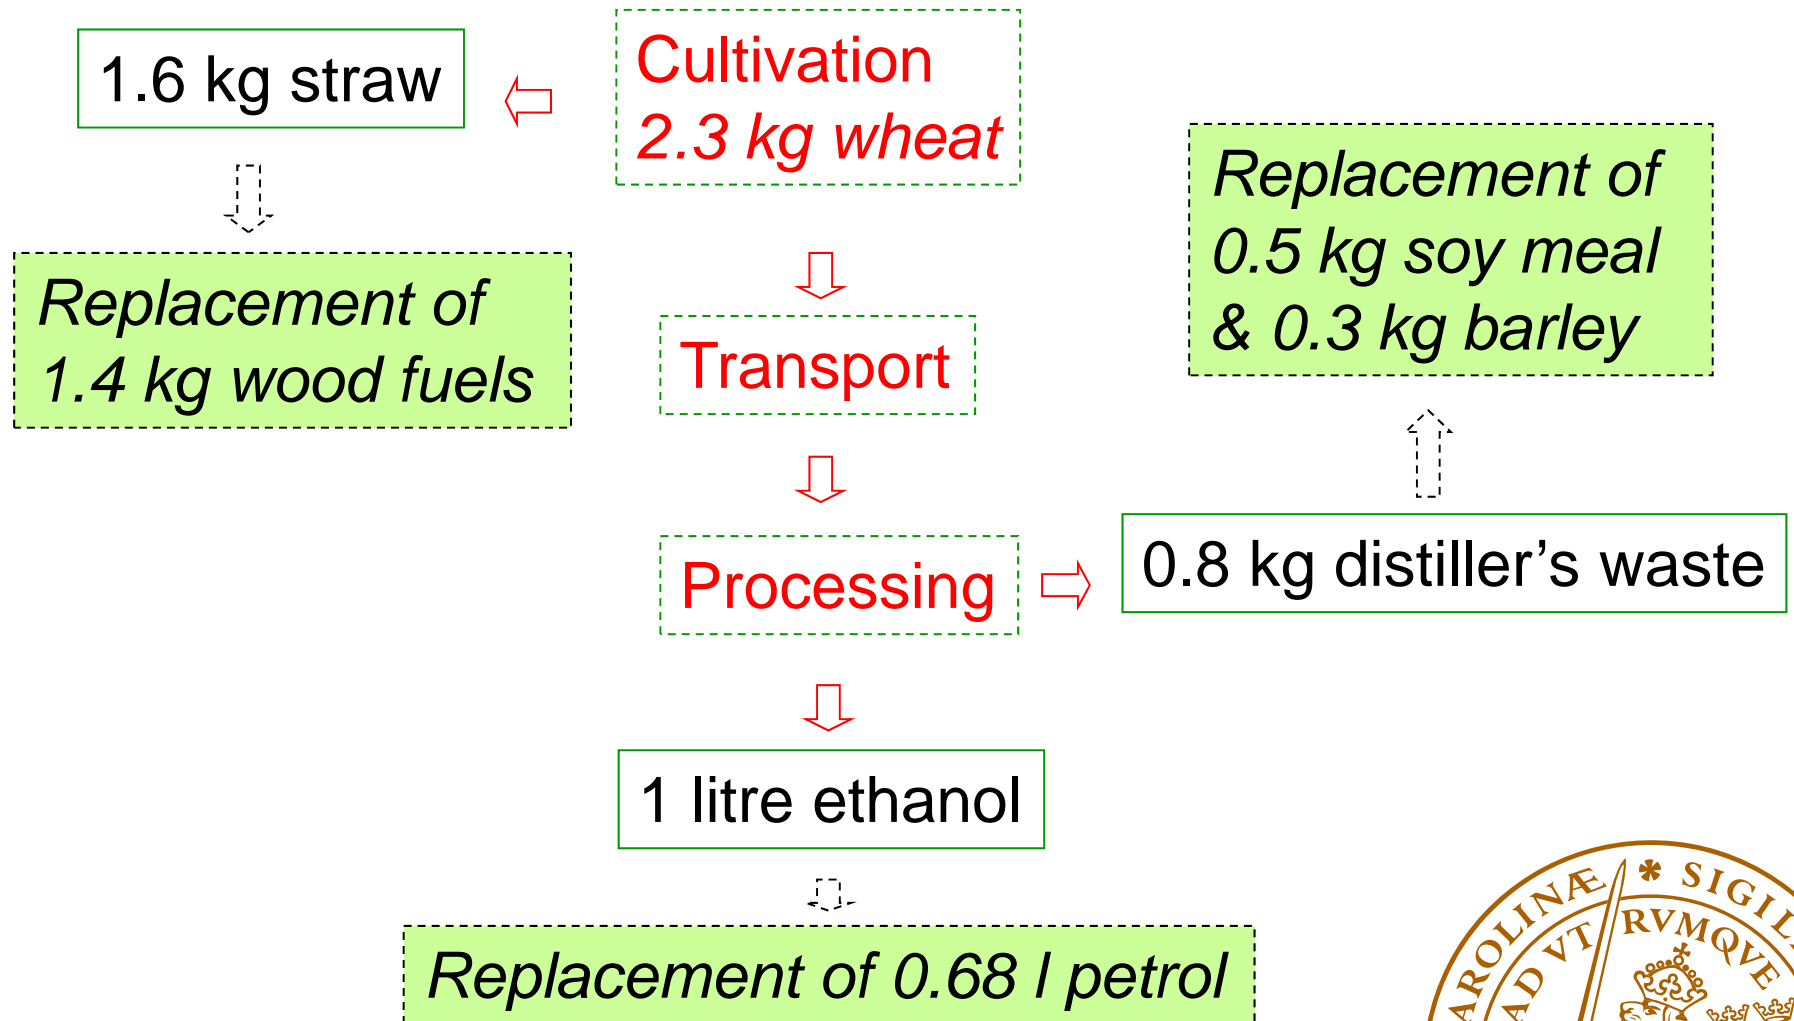 1.6 kg straw
Cultivation
2.3 kg wheat
Replacement of
1.4 kg wood fuels
Replacement of
0.5 kg soy meal
& 0.3 kg barley
Transport
Processing
0.8 kg distiller's waste
1 litre ethanol
Replacement of 0.68 l petrol
AD VT RVMQVE